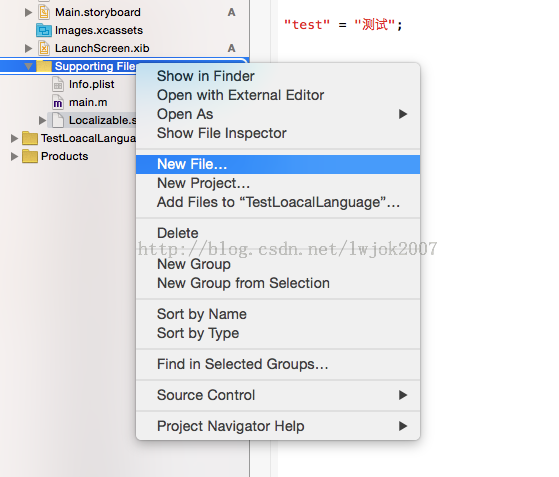 Main.storyboard A
"test" = "测试";
Images.xcassets
LaunchScreen.xib A
Supporting File
Info.plist
main.m
Localizable.s
TestLoacalLangua
Products
Show in Finder
Open with External Editor
Open As
Show File Inspector
New File...
New Project...
Add Files to “TestLoacalLanguage”...
Delete
http://blog.csdn.net/lwjok2007
New Group
New Group from Selection
Sort by Name
Sort by Type
Find in Selected Groups...
Source Control
Project Navigator Help